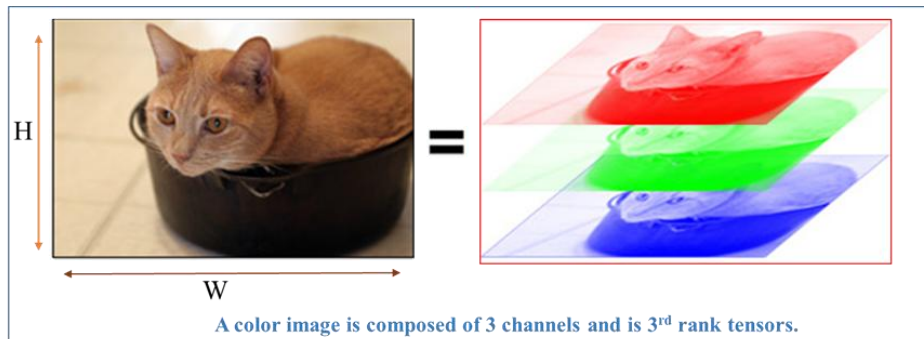 H
W
A color image is composed of 3 channels and is 3rd rank tensors.